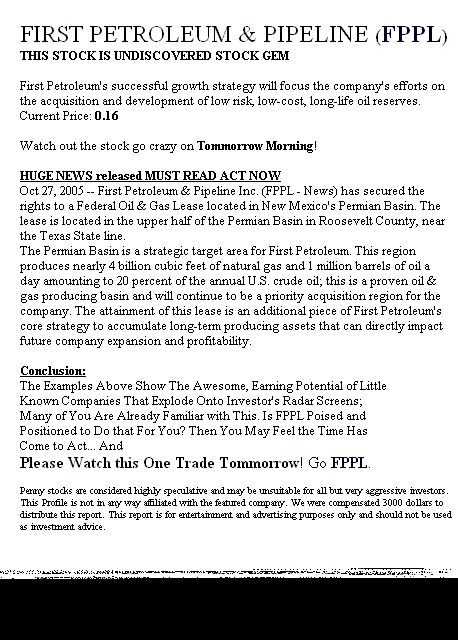 FIRST PETROLEUM & PIPELINE (FPPL)
THIS STOCK IS UNDISCOVERED STOCK GEM
First Petroleum's successful growth strategy will focus the company's efforts on
the acquisition and development of low risk, low-cost, long-life oil reserves.
Current Price: 0.16
Watch out the stock go crazy on Tommorrow Morning!
HUGE NEWS released MUST READ ACT NOW
Oct 27, 2005 -- First Petroleum & Pipeline Inc. (FPPL - News) has secured the
rights to a Federal Oil & Gas Lease located in New Mexico's Permian Basin. The
lease is located in the upper half of the Permian Basin in Roosevelt County, near
the Texas State line.
The Permian Basin is a strategic target area for First Petroleum. This region
produces nearly 4 billion cubic feet of natural gas and 1 million barrels of oil a
day amounting to 20 percent of the annual U.S. crude oil; this is a proven oil &
gas producing basin and will continue to be a priority acquisition region for the
company. The attainment of this lease is an additional piece of First Petroleum's
core strategy to accumulate long-term producing assets that can directly impact
future company expansion and profitability.
Conclusion:
The Examples Above Show The Awesome, Earning Potential of Little
Known Companies That Explode Onto Investor's Radar Screens;
Many of You Are Already Familiar with This. Is FPPL Poised and
Positioned to Do that For You? Then You May Feel the Time Has
Come to Act... And
Please Watch this One Trade Tommorrow! Go FPPL.
Penny stocks are considered highly speculative and may be unsuitable for all but very aggressive investors.
This Profile is not in any way affiliated with the featured company. We were compensated 3000 dollars to
distribute this report. This report is for entertainment and advertising purposes only and should not be used
as investment advice.